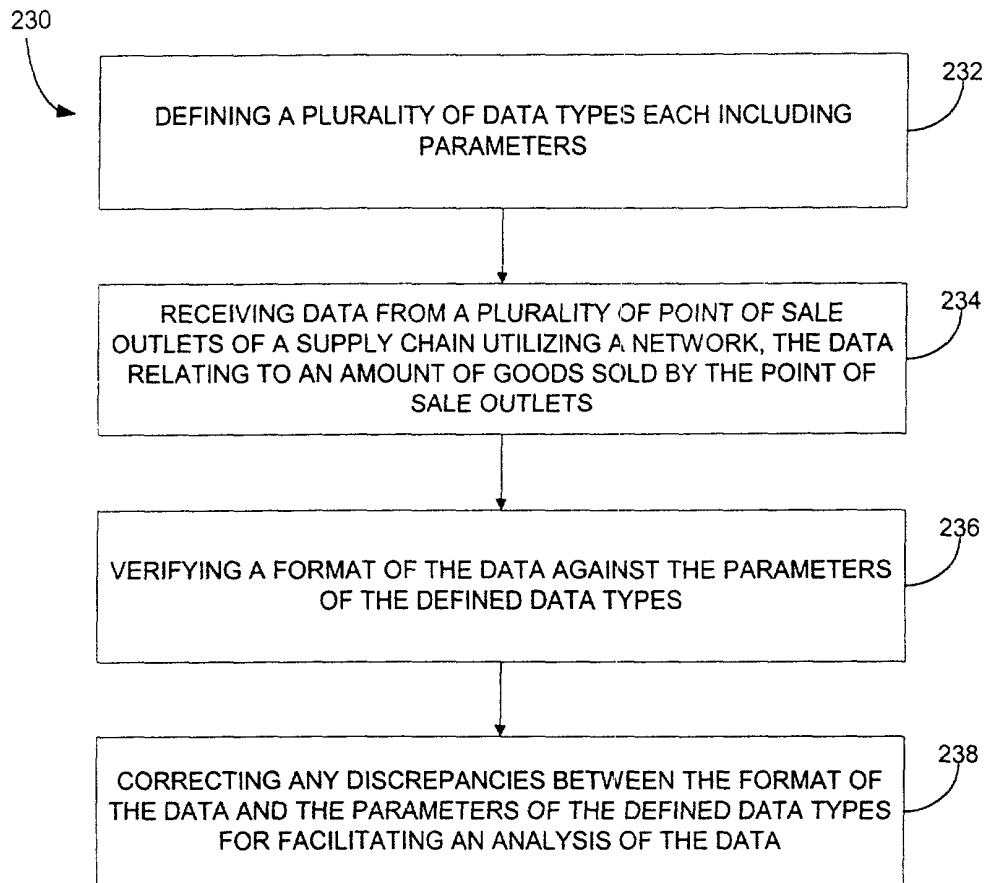 230
232
DEFINING A PLURALITY OF DATA TYPES EACH INCLUDING
PARAMETERS
234
RECEIVING DATA FROM A PLURALITY OF POINT OF SALE
OUTLETS OF A SUPPLY CHAIN UTILIZING A NETWORK, THE DATA
RELATING TO AN AMOUNT OF GOODS SOLD BY THE POINT OF
SALE OUTLETS
236
VERIFYING A FORMAT OF THE DATA AGAINST THE PARAMETERS
OF THE DEFINED DATA TYPES
238
CORRECTING ANY DISCREPANCIES BETWEEN THE FORMAT OF
THE DATA AND THE PARAMETERS OF THE DEFINED DATA TYPES
FOR FACILITATING AN ANALYSIS OF THE DATA